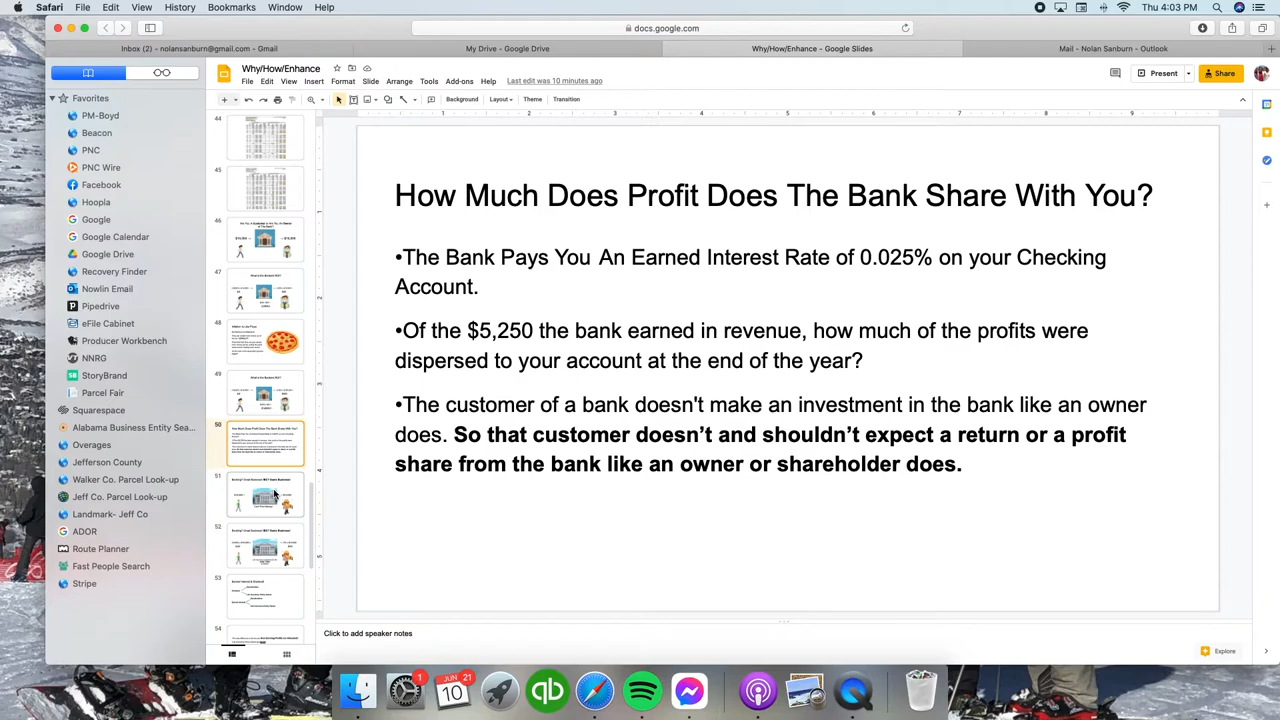 Safari File Edit View History Bookmarks Window Help Thu 4:03 PM
docs.google.com
Inbox (2) - nolansanburn@gmail.com - Gmail My Drive - Google Drive Why/How/Enhance - Google Slides Mail - Nolan Sanburn - Outlook
Why/How/Enhance
File Edit View Insert Format Slide Arrange Tools Add-ons Help Last edit was 10 minutes ago
Present Share
Background Layout Theme Transition
Favorites
PM-Boyd
Beacon
PNC
PNC Wire
Facebook
Hoopla
Google
Google Calendar
Google Drive
Recovery Finder
Nowlin Email
Pipedrive
eFile Cabinet
Producer Workbench
NNRG
StoryBrand
Parcel Fair
Squarespace
Alabama Business Entity Sea...
Overages
Jefferson County
Walker Co. Parcel Look-up
Jeff Co. Parcel Look-up
Landmark- Jeff Co
ADOR
Route Planner
Fast People Search
Stripe
44
45
46
47
48
49
50
51
52
53
54
How Much Does Profit Does The Bank Share With You?
•The Bank Pays You An Earned Interest Rate of 0.025% on your Checking
Account.
•Of the $5,250 the bank earned in revenue, how much of the profits were
dispersed to your account at the end of the year?
•The customer of a bank doesn't make an investment in the bank like an owner
does. So the customer doesn't and shouldn't expect a return or a profit
share from the bank like an owner or shareholder does.
Click to add speaker notes
Explore
JUN 21
10
1